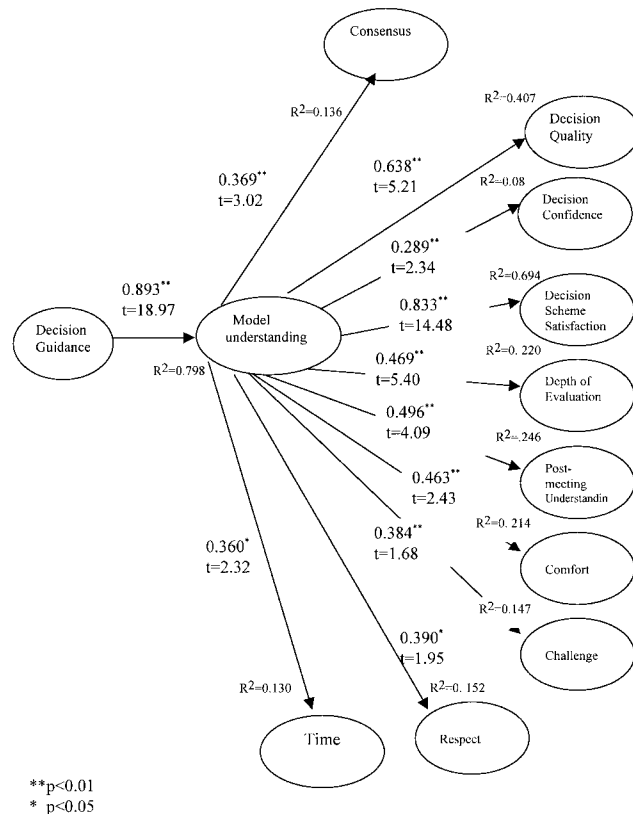 Consensus
R2=0.136
R2=0.407
Decision
Quality
0.638**
t=5.21
0.369**
t=3.02
R2=0.08
Decision
Confidence
0.289**
t=2.34
0.893**
t=18.97
R2=0.694
Decision
Scheme
Satisfaction
0.833**
t=14.48
Decision
Guidance
Model
understanding
R2=0.798
0.469**
t=5.40
R2=0.220
Depth of
Evaluation
0.496**
t=4.09
R2=.246
Post-
meeting
Understandin
0.463**
t=2.43
R2=0.214
Comfort
0.384**
t=1.68
0.360*
t=2.32
R2=0.147
Challenge
0.390*
t=1.95
R2=0.130
R2=0.152
Time
Respect
**p<0.01
* p<0.05